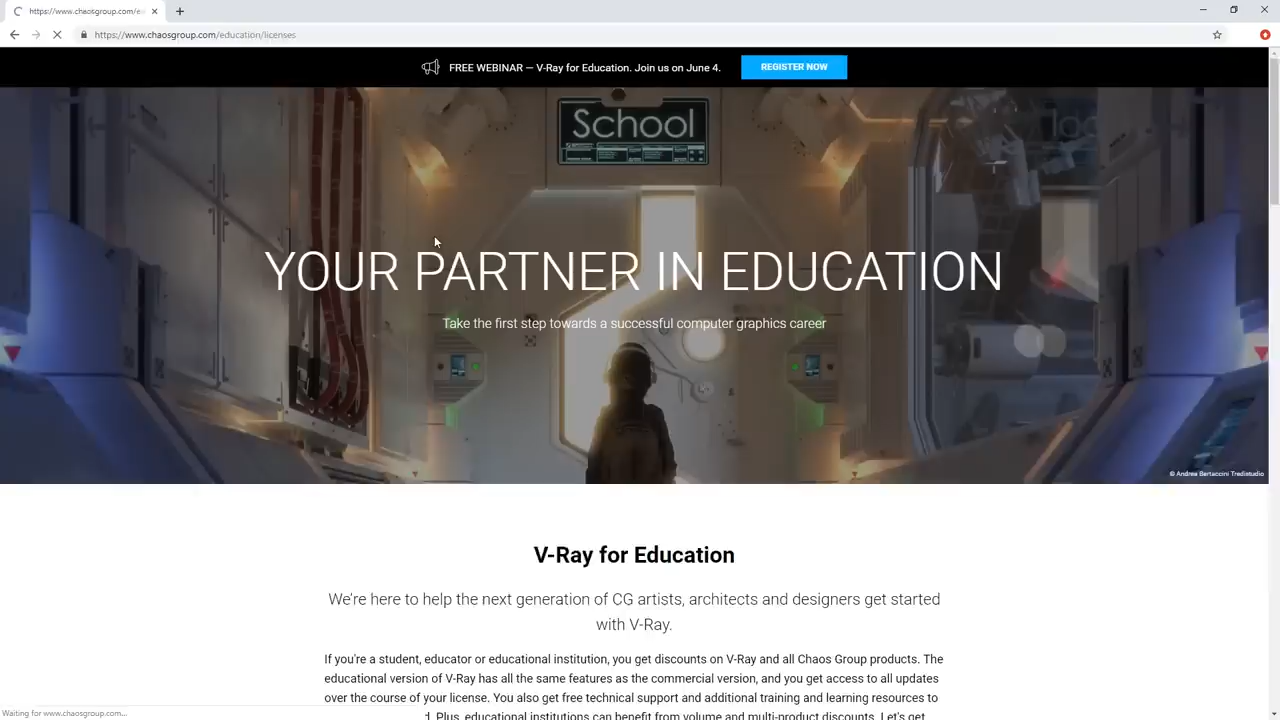 https://www.chaosgroup.com/e
https://www.chaosgroup.com/education/licenses
FREE WEBINAR — V-Ray for Education. Join us on June 4.
REGISTER NOW
School
YOUR PARTNER IN EDUCATION
Take the first step towards a successful computer graphics career
© Andrea Bertaccini Tredistudio
V-Ray for Education
We're here to help the next generation of CG artists, architects and designers get started
with V-Ray.
If you're a student, educator or educational institution, you get discounts on V-Ray and all Chaos Group products. The
educational version of V-Ray has all the same features as the commercial version, and you get access to all updates
over the course of your license. You also get free technical support and additional training and learning resources to
d. Plus, educational institutions can benefit from volume and multi-product discounts. Let's get
Waiting for www.chaosgroup.com...